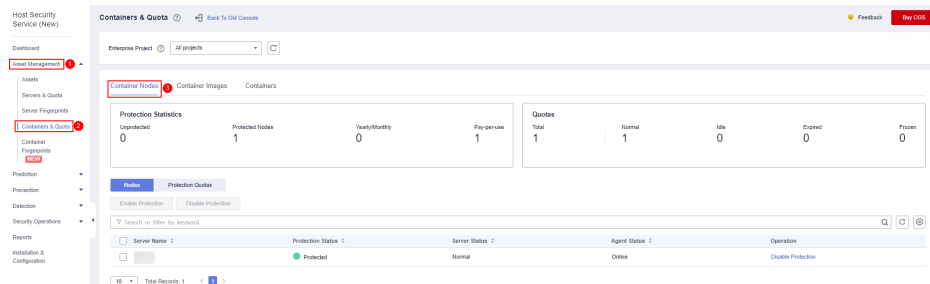 Host Security
Service (New)
Dashboard
Asset Management 1
Assets
Servers & Quota
Server Fingerprints
Containers & Quota 2
Container
Fingerprints
NEW
Prediction
Prevention
Detection
Security Operations
Reports
Installation &
Configuration
Containers & Quota Back To Old Console
Feedback Buy CGS
Enterprise Project All projects
Container Nodes 3 Container Images Containers
Protection Statistics
Unprotected Protected Nodes Yearly/Monthly Pay-per-use
0 1 0 1
Quotas
Total Normal Idle Expired Frozen
1 1 0 0 0
Nodes Protection Quotas
Enable Protection Disable Protection
Search or filter by keyword.
Server Name Protection Status Server Status Agent Status Operation
Protected Normal Online Disable Protection
10 Total Records: 1 < 1 >